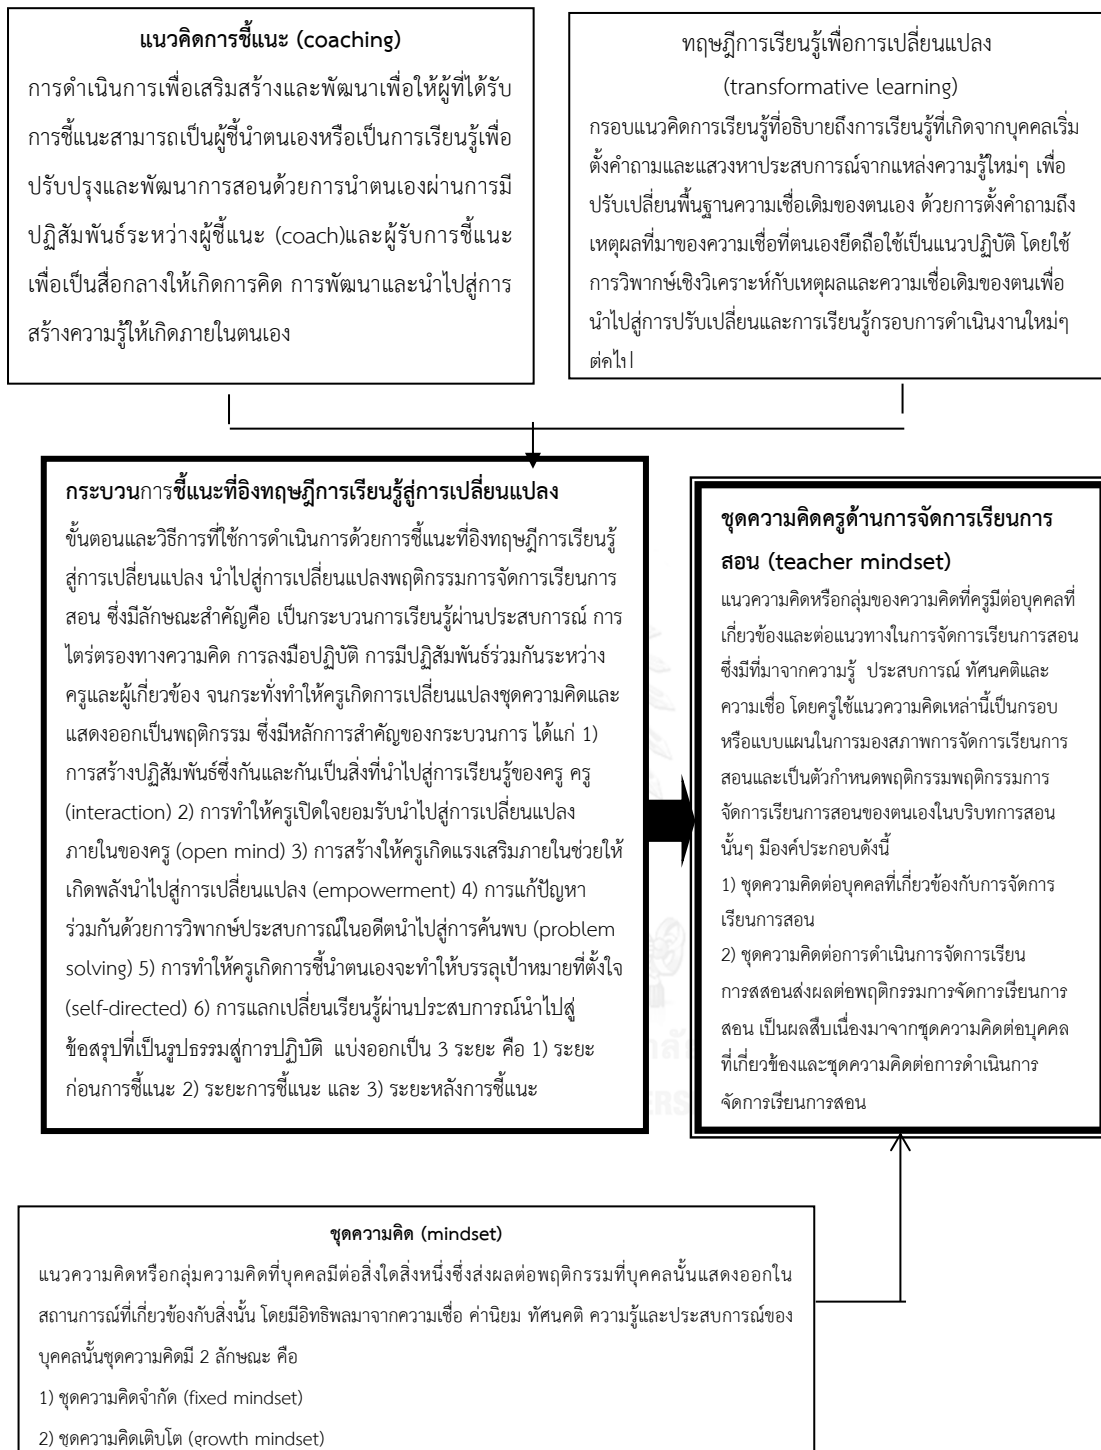 แนวคิดการชี้แนะ (coaching)
การดำเนินการเพื่อเสริมสร้างและพัฒนาเพื่อให้ผู้ที่ได้รับ
การชี้แนะสามารถเป็นผู้ชี้นำตนเองหรือเป็นการเรียนรู้เพื่อ
ปรับปรุงและพัฒนาการสอนด้วยการนำตนเองผ่านการมี
ปฏิสัมพันธ์ระหว่างผู้ชี้แนะ (coach)และผู้รับการชี้แนะ
เพื่อเป็นสื่อกลางให้เกิดการคิด การพัฒนาและนำไปสู่การ
สร้างความรู้ให้เกิดภายในตนเอง
ทฤษฎีการเรียนรู้เพื่อการเปลี่ยนแปลง
(transformative learning)
กรอบแนวคิดการเรียนรู้ที่อธิบายถึงการเรียนรู้ที่เกิดจากบุคคลเริ่ม
ตั้งคำถามและแสวงหาประสบการณ์จากแหล่งความรู้ใหม่ๆ เพื่อ
ปรับเปลี่ยนพื้นฐานความเชื่อเดิมของตนเอง ด้วยการตั้งคำถามถึง
เหตุผลที่มาของความเชื่อที่ตนเองยึดถือใช้เป็นแนวปฏิบัติ โดยใช้
การวิพากษ์เชิงวิเคราะห์กับเหตุผลและความเชื่อเดิมของตนเพื่อ
นำไปสู่การปรับเปลี่ยนและการเรียนรู้กรอบการดำเนินงานใหม่ๆ
ต่อไป
กระบวนการชี้แนะที่อิงทฤษฎีการเรียนรู้สู่การเปลี่ยนแปลง
ขั้นตอนและวิธีการที่ใช้การดำเนินการด้วยการชี้แนะที่อิงทฤษฎีการเรียนรู้
สู่การเปลี่ยนแปลง นำไปสู่การเปลี่ยนแปลงพฤติกรรมการจัดการเรียนการ
สอน ซึ่งมีลักษณะสำคัญคือ เป็นกระบวนการเรียนรู้ผ่านประสบการณ์ การ
ไตร่ตรองทางความคิด การลงมือปฏิบัติ การมีปฏิสัมพันธ์ร่วมกันระหว่าง
ครูและผู้เกี่ยวข้อง จนกระทั่งทำให้ครูเกิดการเปลี่ยนแปลงชุดความคิดและ
แสดงออกเป็นพฤติกรรม ซึ่งมีหลักการสำคัญของกระบวนการ ได้แก่ 1)
การสร้างปฏิสัมพันธ์ซึ่งกันและกันเป็นสิ่งที่นำไปสู่การเรียนรู้ของครู ครู
(interaction) 2) การทำให้ครูเปิดใจยอมรับนำไปสู่การเปลี่ยนแปลง
ภายในของครู (open mind) 3) การสร้างให้ครูเกิดแรงเสริมภายในช่วยให้
เกิดพลังนำไปสู่การเปลี่ยนแปลง (empowerment) 4) การแก้ปัญหา
ร่วมกันด้วยการวิพากษ์ประสบการณ์ในอดีตนำไปสู่การค้นพบ (problem
solving) 5) การทำให้ครูเกิดการชี้นำตนเองจะทำให้บรรลุเป้าหมายที่ตั้งใจ
(self-directed) 6) การแลกเปลี่ยนเรียนรู้ผ่านประสบการณ์นำไปสู่
ข้อสรุปที่เป็นรูปธรรมสู่การปฏิบัติ แบ่งออกเป็น 3 ระยะ คือ 1) ระยะ
ก่อนการชี้แนะ 2) ระยะการชี้แนะ และ 3) ระยะหลังการชี้แนะ
ชุดความคิดครูด้านการจัดการเรียนการ
สอน (teacher mindset)
แนวความคิดหรือกลุ่มของความคิดที่ครูมีต่อบุคคลที่
เกี่ยวข้องและต่อแนวทางในการจัดการเรียนการสอน
ซึ่งมีที่มาจากความรู้ ประสบการณ์ ทัศนคติและ
ความเชื่อ โดยครูใช้แนวความคิดเหล่านี้เป็นกรอบ
หรือแบบแผนในการมองสภาพการจัดการเรียนการ
สอนและเป็นตัวกำหนดพฤติกรรมพฤติกรรมการ
จัดการเรียนการสอนของตนเองในบริบทการสอน
นั้นๆ มีองค์ประกอบดังนี้
1) ชุดความคิดต่อบุคคลที่เกี่ยวข้องกับการจัดการ
เรียนการสอน
2) ชุดความคิดต่อการดำเนินการจัดการเรียน
การสสอนส่งผลต่อพฤติกรรมการจัดการเรียนการ
สอน เป็นผลสืบเนื่องมาจากชุดความคิดต่อบุคคล
ที่เกี่ยวข้องและชุดความคิดต่อการดำเนินการ
จัดการเรียนการสอน
ชุดความคิด (mindset)
แนวความคิดหรือกลุ่มความคิดที่บุคคลมีต่อสิ่งใดสิ่งหนึ่งซึ่งส่งผลต่อพฤติกรรมที่บุคคลนั้นแสดงออกใน
สถานการณ์ที่เกี่ยวข้องกับสิ่งนั้น โดยมีอิทธิพลมาจากความเชื่อ ค่านิยม ทัศนคติ ความรู้และประสบการณ์ของ
บุคคลนั้นชุดความคิดมี 2 ลักษณะ คือ
1) ชุดความคิดจำกัด (fixed mindset)
2) ชุดความคิดเติบโต (growth mindset)